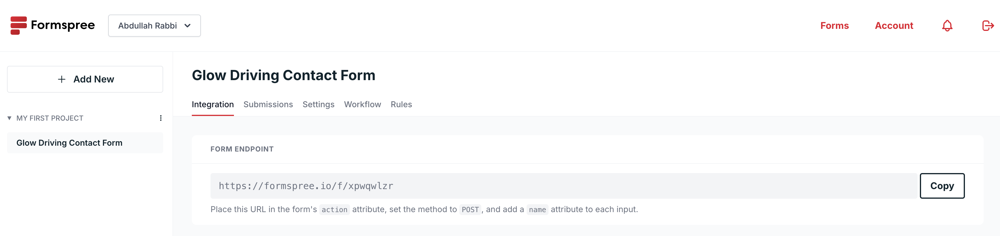 Formspree
Abdullah Rabbi
Forms
Account
+ Add New
Glow Driving Contact Form
Integration Submissions Settings Workflow Rules
▼ MY FIRST PROJECT
Glow Driving Contact Form
FORM ENDPOINT
https://formspree.io/f/xpwqwlzr
Copy
Place this URL in the form's action attribute, set the method to POST, and add a name attribute to each input.